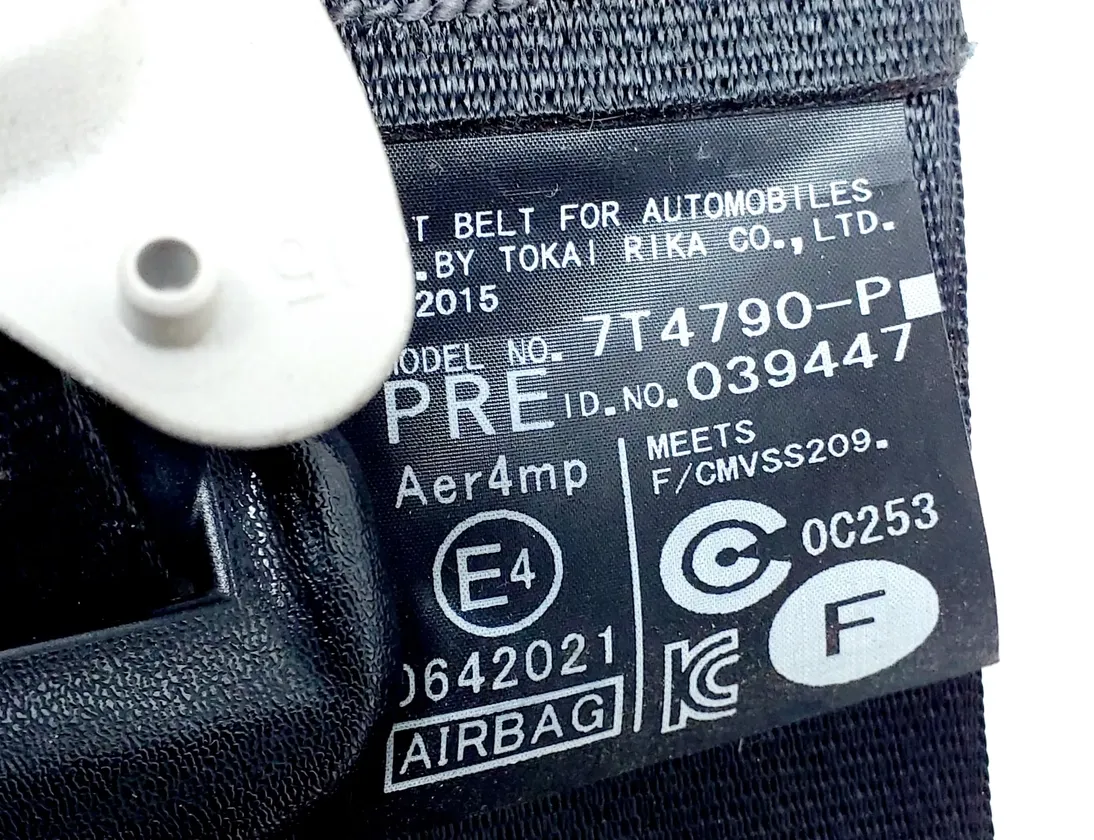 T BELT FOR AUTOMOBILES
.BY TOKAI RIKA CO.,LTD.
2015
MODEL NO. 7T4790-P
PRE ID.NO. 039447
Aer4mp
MEETS
F/CMVSS209.
E4
0C253
F
0642021
KC
AIRBAG